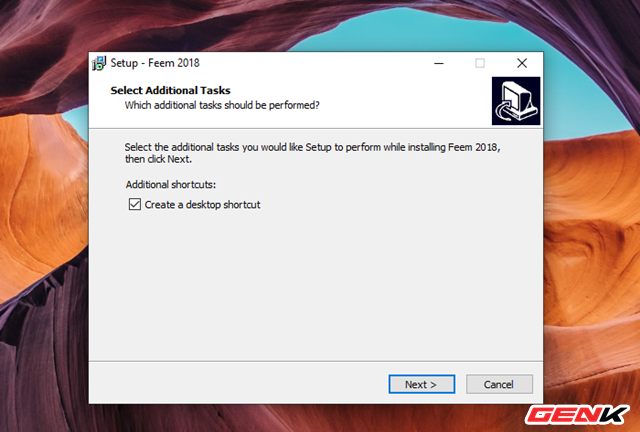 Setup - Feem 2018
Select Additional Tasks
Which additional tasks should be performed?
Select the additional tasks you would like Setup to perform while installing Feem 2018,
then click Next.
Additional shortcuts:
Create a desktop shortcut
Next >
Cancel
GENK